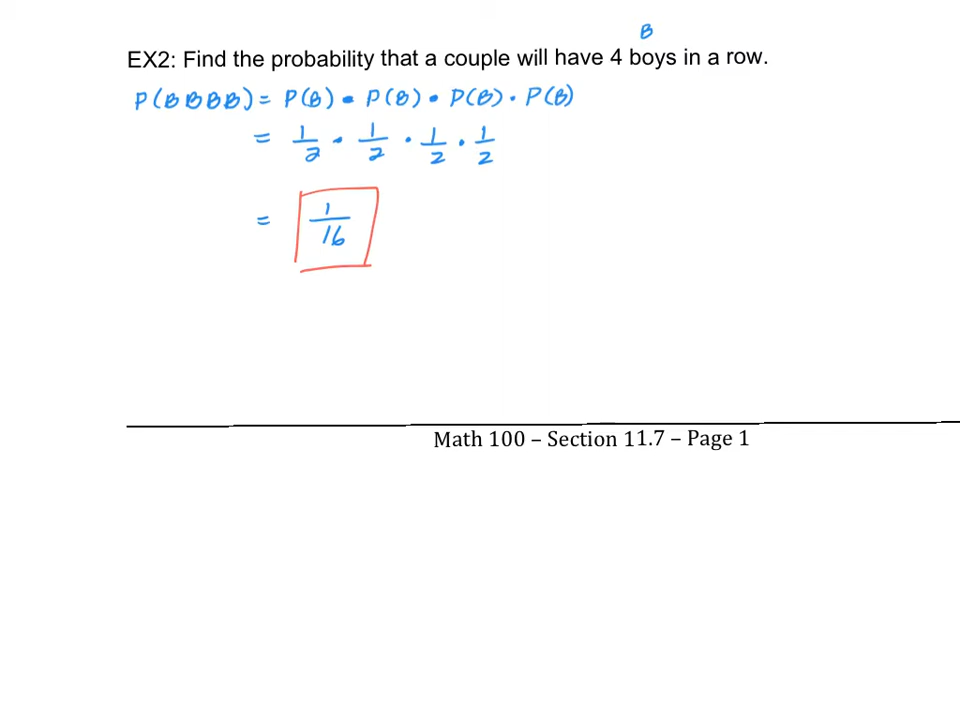 B
EX2: Find the probability that a couple will have 4 boys in a row.
P(BBBB) = P(B) • P(B) • P(B) • P(B)
= 1/2 • 1/2 • 1/2 • 1/2
= 1/16
Math 100 – Section 11.7 – Page 1